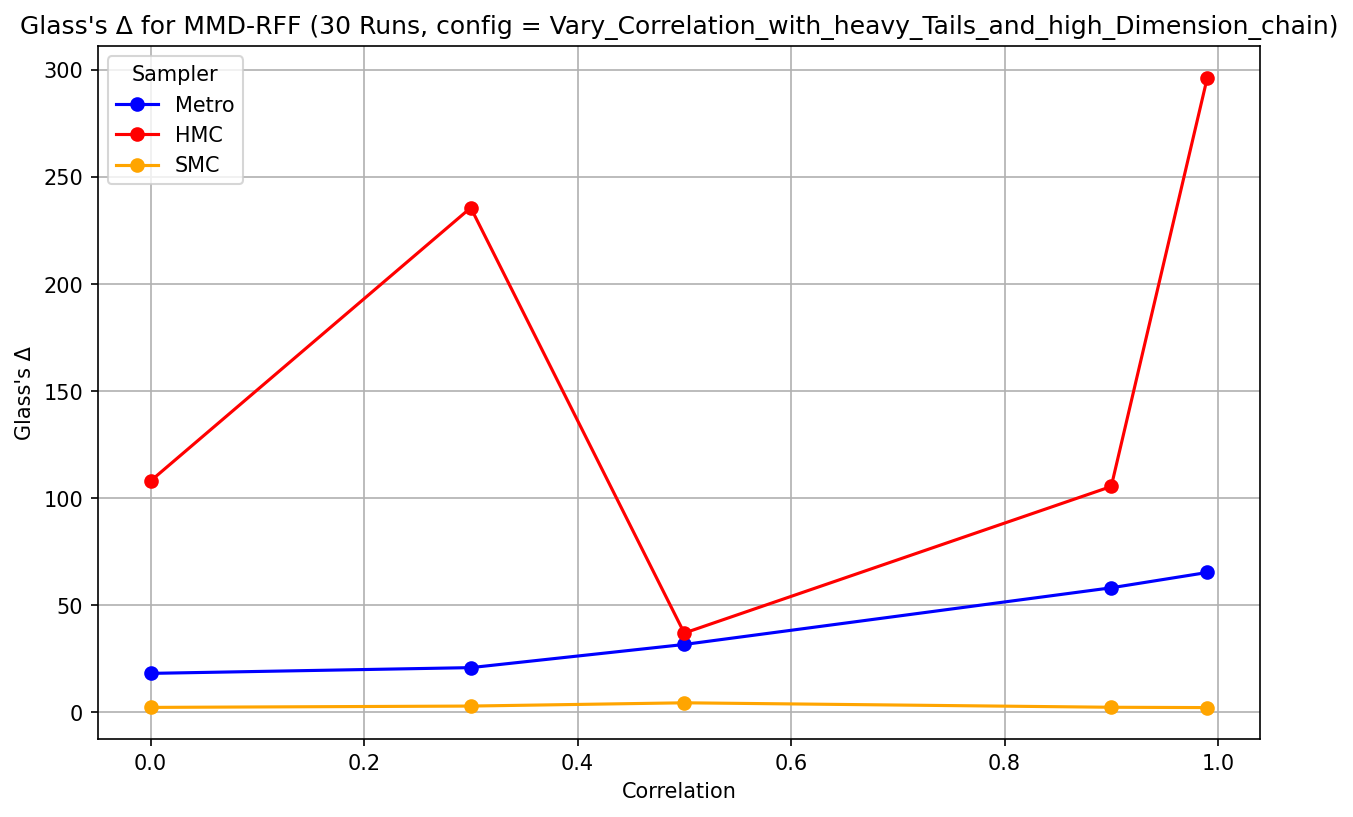 Glass's Δ for MMD-RFF (30 Runs, config = Vary_Correlation_with_heavy_Tails_and_high_Dimension_chain)
Sampler
Metro
HMC
SMC
300
250
200
150
100
50
0
Glass's Δ
0.0 0.2 0.4 0.6 0.8 1.0
Correlation